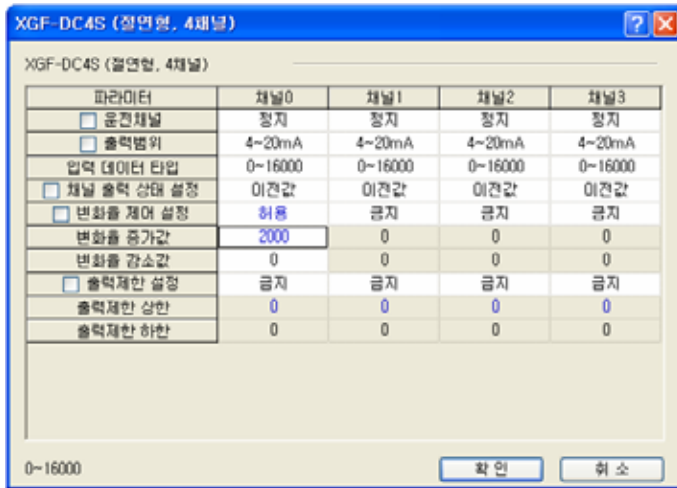 XGF-DC4S (절연형, 4채널)
XGF-DC4S (절연형, 4채널)
파라미터 채널0 채널1 채널2 채널3
운전채널 정지 정지 정지 정지
출력범위 4~20mA 4~20mA 4~20mA 4~20mA
입력 데이터 타입 0~16000 0~16000 0~16000 0~16000
채널 출력 상태 설정 이전값 이전값 이전값 이전값
변화율 제어 설정 허용 금지 금지 금지
변화율 증가값 2000 0 0 0
변화율 감소값 0 0 0 0
출력제한 설정 금지 금지 금지 금지
출력제한 상한 0 0 0 0
출력제한 하한 0 0 0 0
0~16000 확인 취소